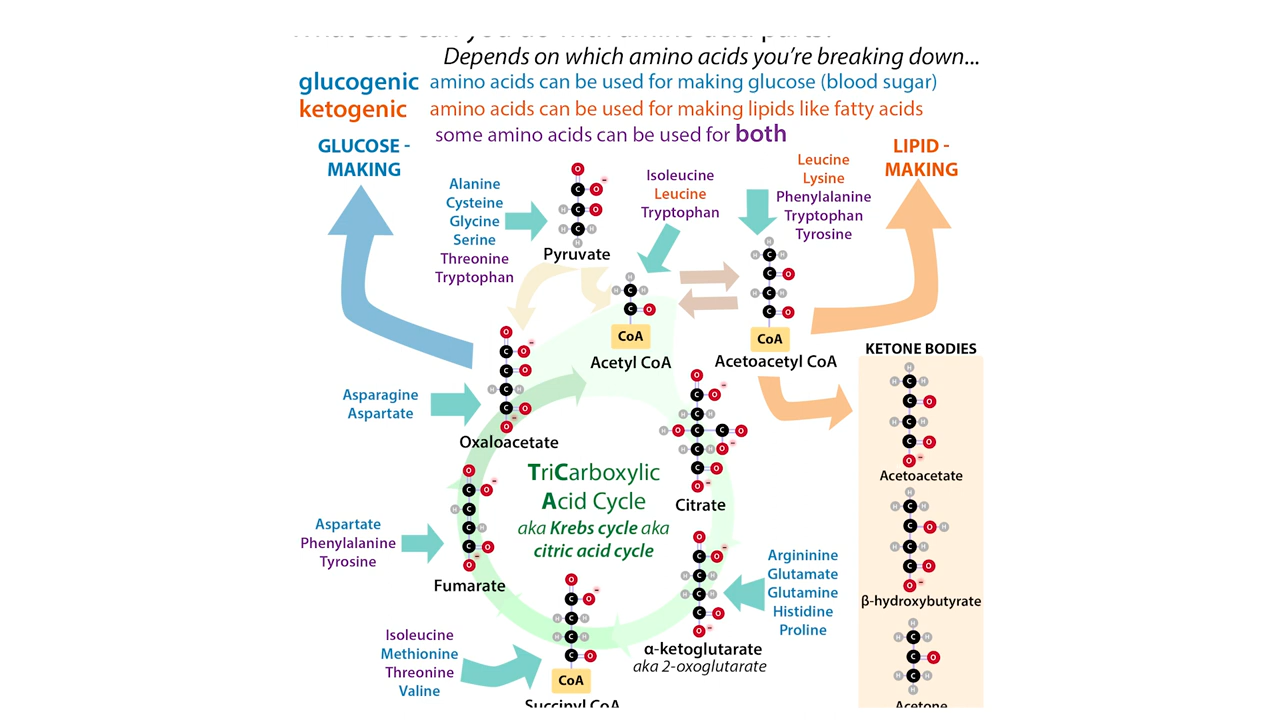 Depends on which amino acids you're breaking down...
glucogenic amino acids can be used for making glucose (blood sugar)
ketogenic amino acids can be used for making lipids like fatty acids
some amino acids can be used for both
GLUCOSE -
MAKING
LIPID -
MAKING
Alanine
Cysteine
Glycine
Serine
Threonine
Tryptophan
Pyruvate
Isoleucine
Leucine
Tryptophan
Leucine
Lysine
Phenylalanine
Tryptophan
Tyrosine
CoA
Acetyl CoA
CoA
Acetoacetyl CoA
KETONE BODIES
Acetoacetate
β-hydroxybutyrate
Acetone
Asparagine
Aspartate
Oxaloacetate
Citrate
TriCarboxylic
Acid Cycle
aka Krebs cycle aka
citric acid cycle
Aspartate
Phenylalanine
Tyrosine
Fumarate
Argininine
Glutamate
Glutamine
Histidine
Proline
α-ketoglutarate
aka 2-oxoglutarate
Isoleucine
Methionine
Threonine
Valine
CoA
Succinyl CoA